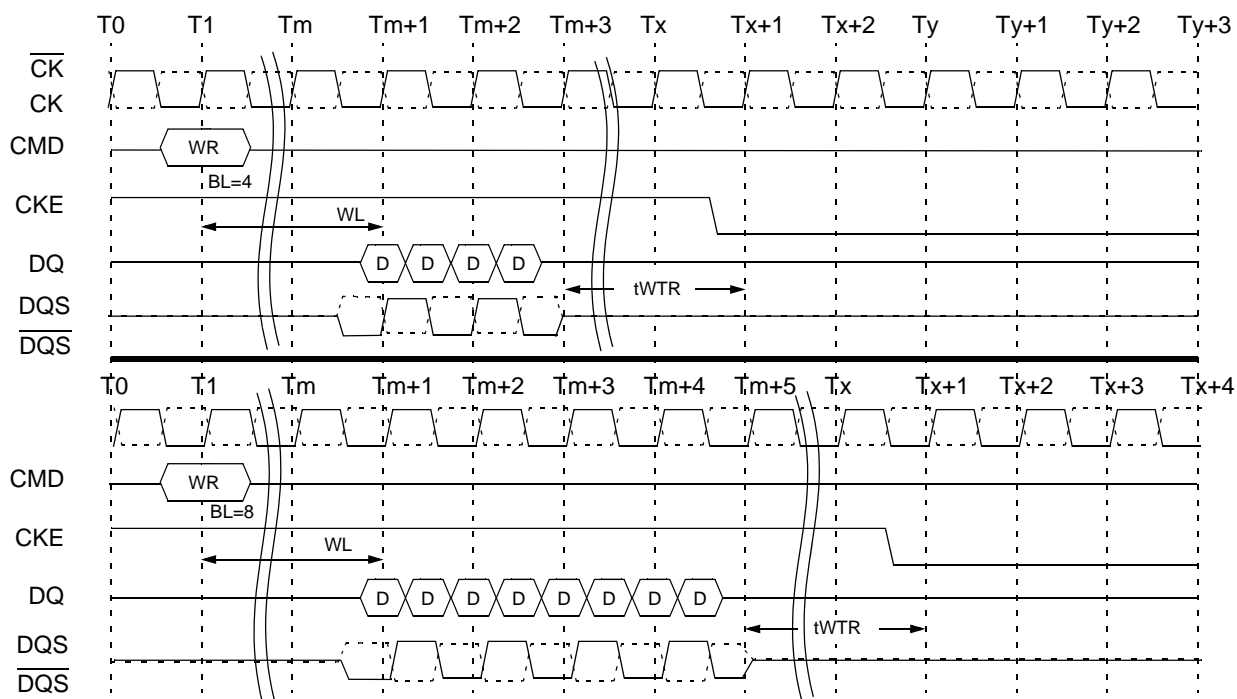 T0 T1 Tm Tm+1 Tm+2 Tm+3 Tx Tx+1 Tx+2 Ty Ty+1 Ty+2 Ty+3
CK
CK
CMD WR
BL=4
CKE
WL
DQ D D D D
tWTR
DQS
DQS
T0 T1 Tm Tm+1 Tm+2 Tm+3 Tm+4 Tm+5 Tx Tx+1 Tx+2 Tx+3 Tx+4
CMD WR
BL=8
CKE
WL
DQ D D D D D D D D
tWTR
DQS
DQS